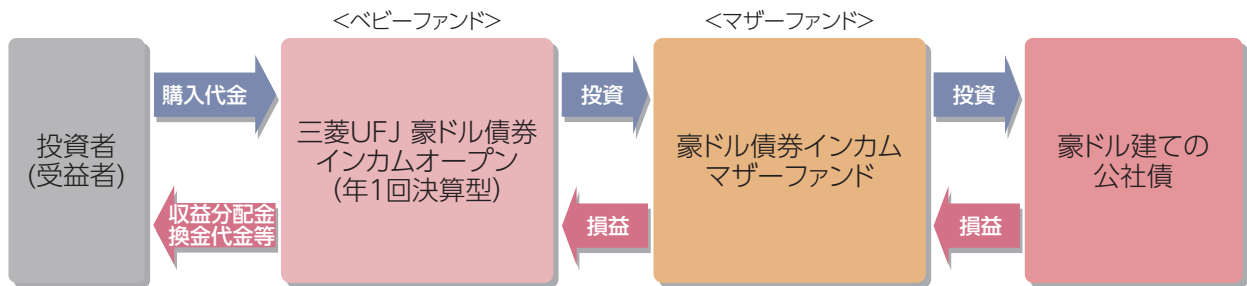 <ベビーファンド>
<マザーファンド>
投資者
(受益者)
購入代金
収益分配金
換金代金等
三菱UFJ 豪ドル債券
インカムオープン
(年1回決算型)
投資
損益
豪ドル債券インカム
マザーファンド
投資
損益
豪ドル建ての
公社債